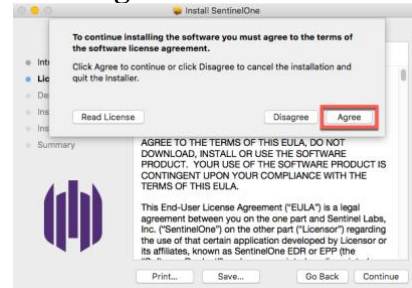 Install SentinelOne
To continue installing the software you must agree to the terms of
the software license agreement.
Click Agree to continue or click Disagree to cancel the installation and
quit the Installer.
Read License
Disagree
Agree
Summary
AGREE TO THE TERMS OF THIS EULA, DO NOT
DOWNLOAD, INSTALL OR USE THE SOFTWARE
PRODUCT. YOUR USE OF THE SOFTWARE PRODUCT IS
CONTINGENT UPON YOUR COMPLIANCE WITH THE
TERMS OF THIS EULA.
This End-User License Agreement ("EULA") is a legal
agreement between you on the one part and Sentinel Labs,
Inc. ("SentinelOne") on the other part ("Licensor") regarding
the use of that certain application developed by Licensor or
its affiliates, known as SentinelOne EDR or EPP (the
Print...
Save...
Go Back
Continue